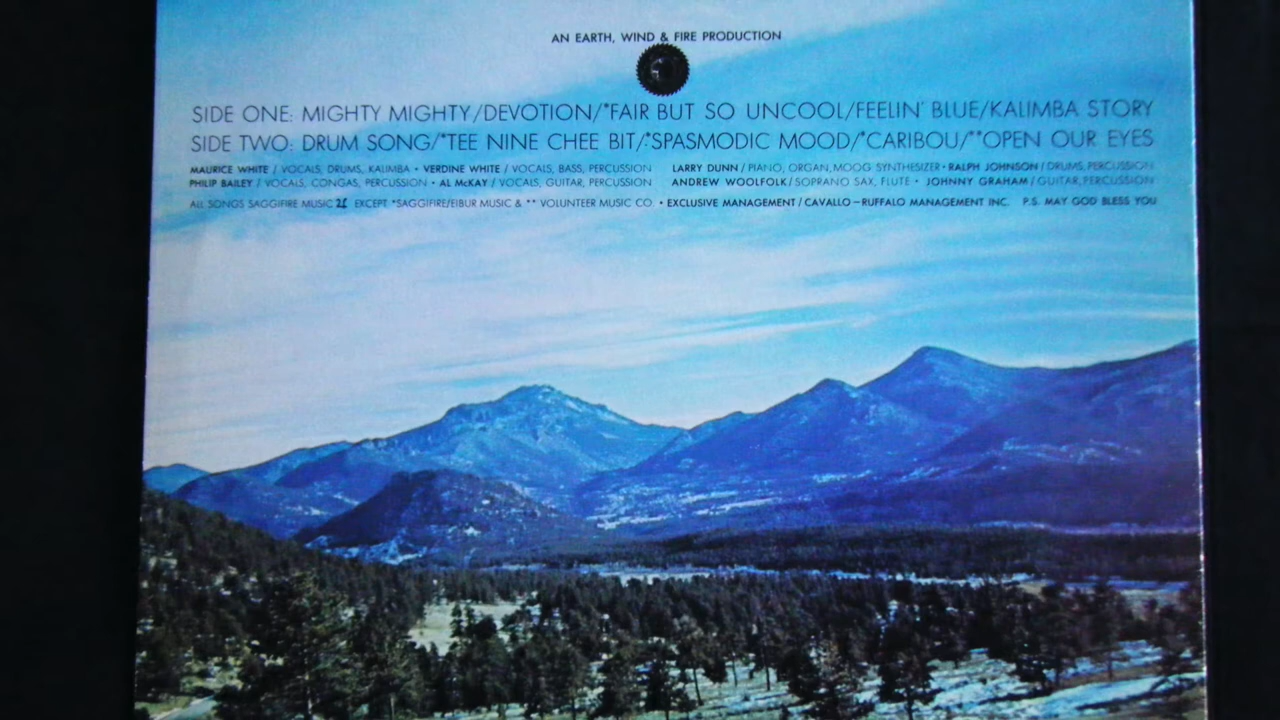 AN EARTH, WIND & FIRE PRODUCTION
SIDE ONE: MIGHTY MIGHTY/DEVOTION/*FAIR BUT SO UNCOOL/FEELIN' BLUE/KALIMBA STORY
SIDE TWO: DRUM SONG/*TEE NINE CHEE BIT/*SPASMODIC MOOD/*CARIBOU/**OPEN OUR EYES
MAURICE WHITE / VOCALS, DRUMS, KALIMBA • VERDINE WHITE / VOCALS, BASS, PERCUSSION LARRY DUNN / PIANO, ORGAN, MOOG SYNTHESIZER • RALPH JOHNSON / DRUMS, PERCUSSION
PHILIP BAILEY / VOCALS, CONGAS, PERCUSSION • AL McKAY / VOCALS, GUITAR, PERCUSSION ANDREW WOOLFOLK / SOPRANO SAX, FLUTE • JOHNNY GRAHAM / GUITAR, PERCUSSION
ALL SONGS SAGGIFIRE MUSIC EXCEPT *SAGGIFIRE/EIBUR MUSIC & ** VOLUNTEER MUSIC CO. • EXCLUSIVE MANAGEMENT / CAVALLO – RUFFALO MANAGEMENT INC. P.S. MAY GOD BLESS YOU